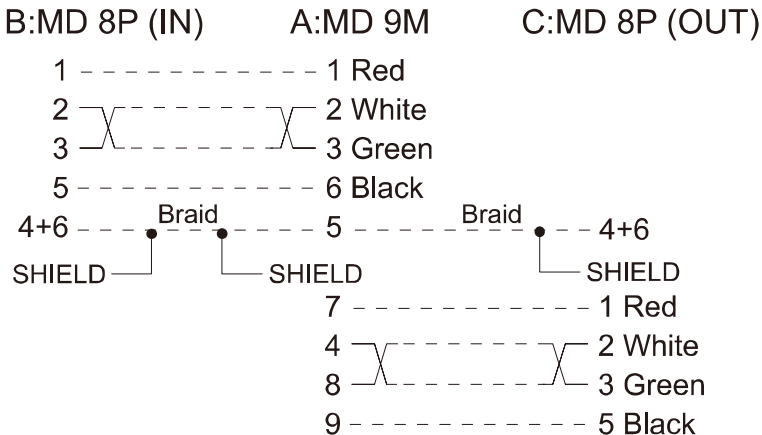 B:MD 8P (IN) A:MD 9M C:MD 8P (OUT)
1 1 Red
2 2 White
3 3 Green
5 6 Black
4+6 Braid 5 Braid 4+6
SHIELD SHIELD SHIELD
7 1 Red
4 2 White
8 3 Green
9 5 Black